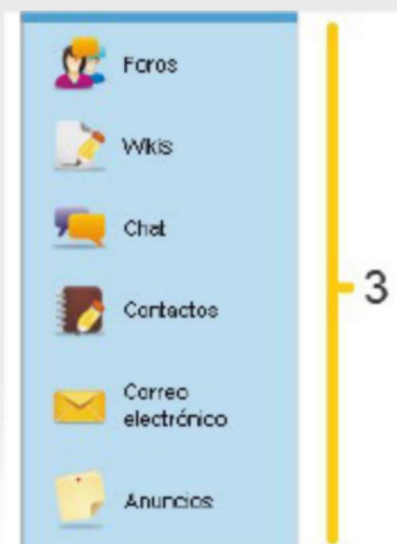 Foros
Wikis
Chat
Contactos
Correo
electrónico
Anuncios
3